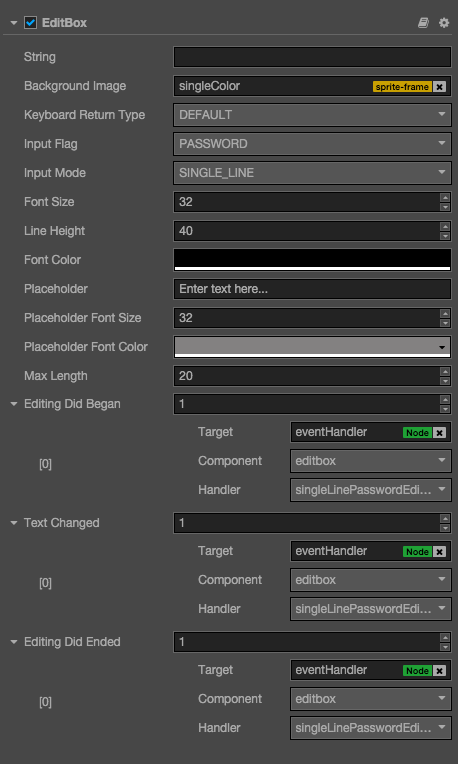 EditBox
String
Background Image singleColor sprite-frame
Keyboard Return Type DEFAULT
Input Flag PASSWORD
Input Mode SINGLE_LINE
Font Size 32
Line Height 40
Font Color
Placeholder Enter text here...
Placeholder Font Size 32
Placeholder Font Color
Max Length 20
Editing Did Began 1
Target eventHandler Node
[0]
Component editbox
Handler singleLinePasswordEdi...
Text Changed 1
Target eventHandler Node
[0]
Component editbox
Handler singleLinePasswordEdi...
Editing Did Ended 1
Target eventHandler Node
[0]
Component editbox
Handler singleLinePasswordEdi...